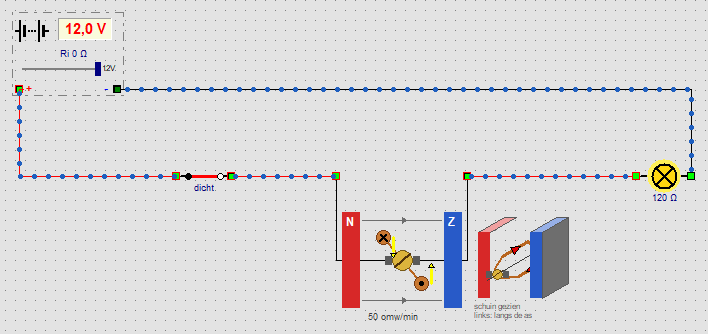 12,0 V
Ri 0 Ω
12V
+ -
dicht
120 Ω
N Z
50 omw/min
schuin gezien
links: langs de as